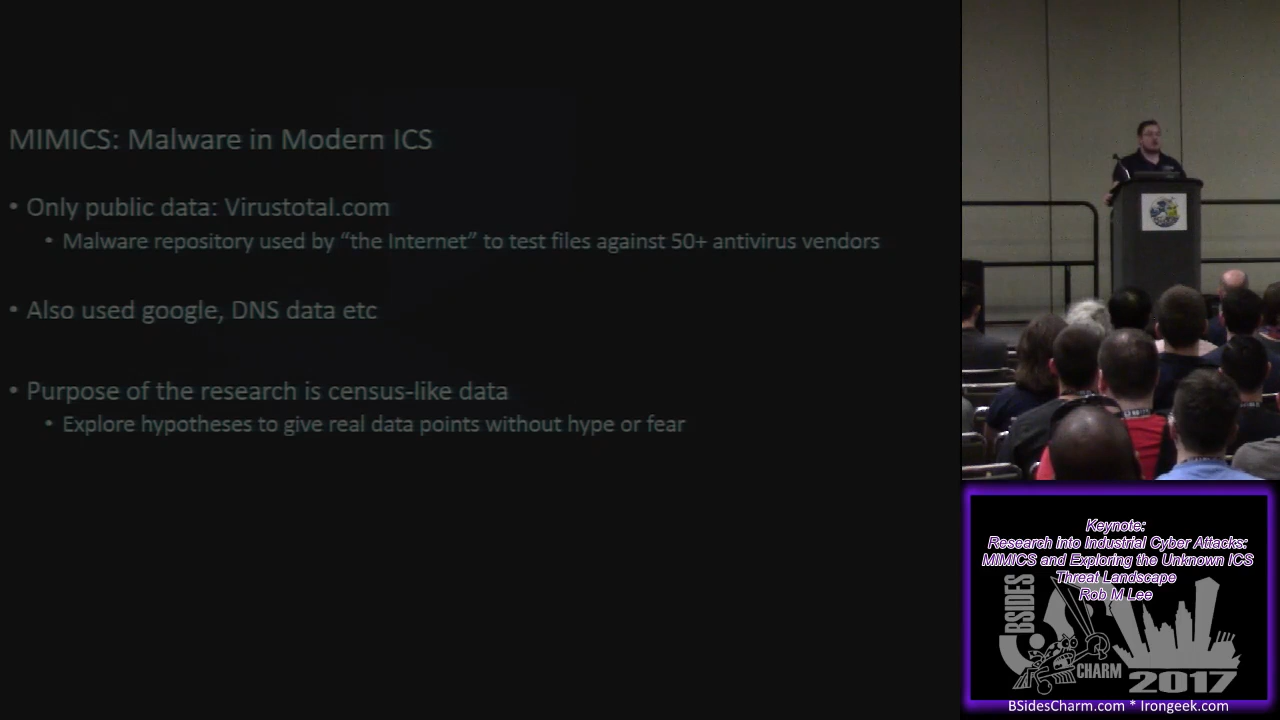 MIMICS: Malware in Modern ICS
• Only public data: Virustotal.com
• Malware repository used by “the Internet” to test files against 50+ antivirus vendors
• Also used google, DNS data etc
• Purpose of the research is census-like data
• Explore hypotheses to give real data points without hype or fear
Keynote:
Research into Industrial Cyber Attacks:
MIMICS and Exploring the Unknown ICS
Threat Landscape
Rob M Lee
BSIDES
CHARM
2017
BSidesCharm.com * Irongeek.com